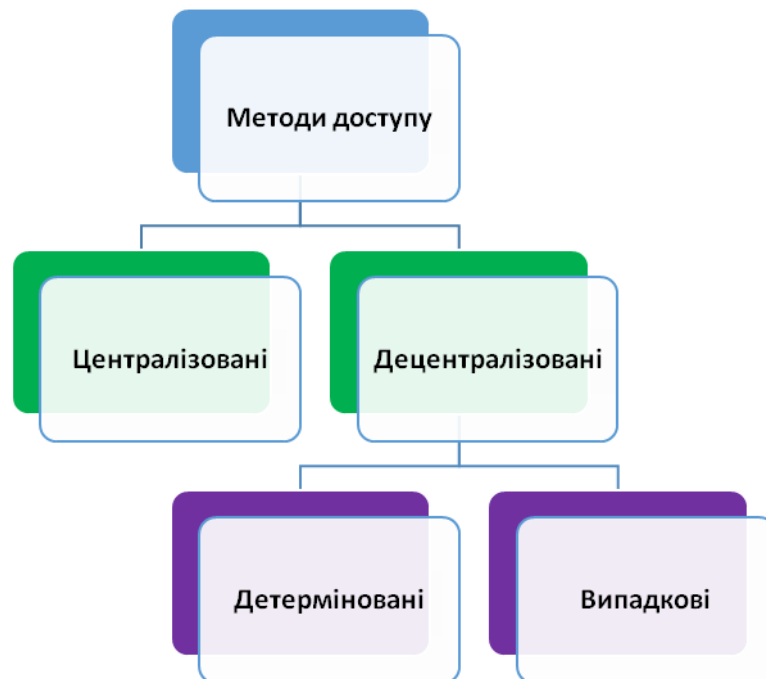 Методи доступу
Централізовані
Децентралізовані
Детерміновані
Випадкові